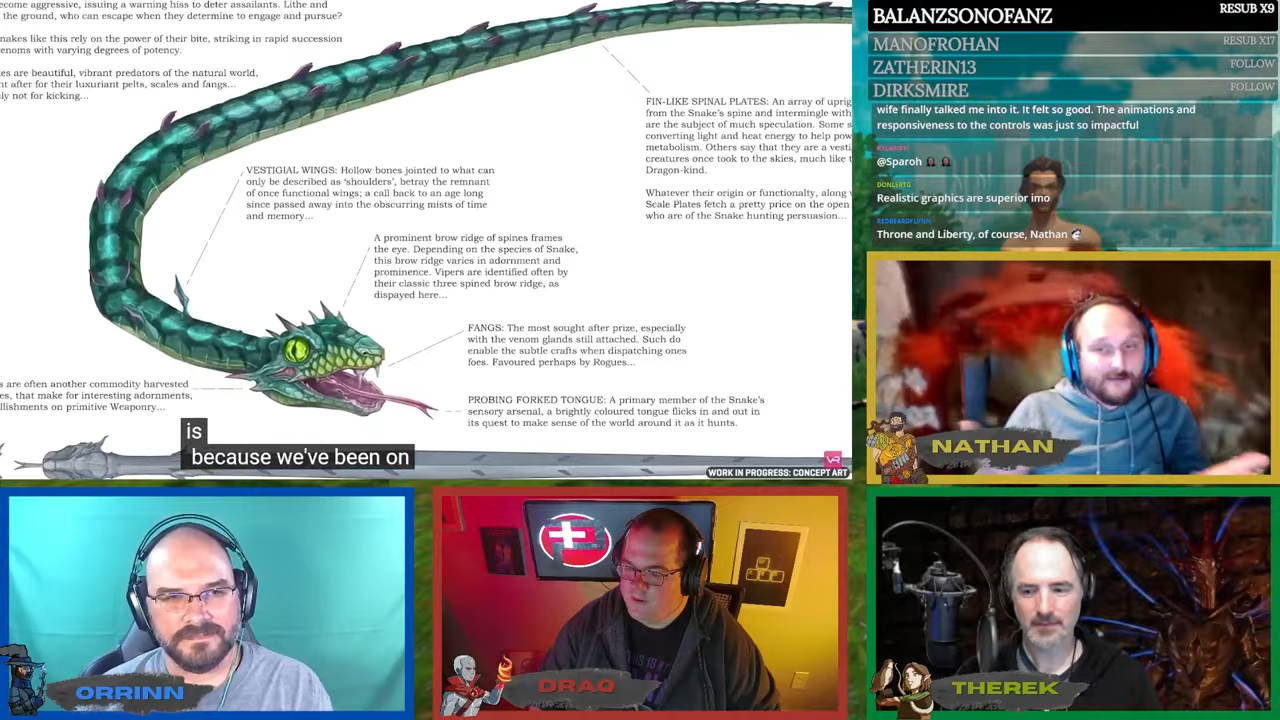 ecome aggressive, issuing a warning hiss to deter assailants. Lithe and
the ground, who can escape when they determine to engage and pursue?
nakes like this rely on the power of their bite, striking in rapid succession
enoms with varying degrees of potency.
es are beautiful, vibrant predators of the natural world,
nt after for their luxuriant pelts, scales and fangs...
ly not for kicking...
FIN-LIKE SPINAL PLATES: An array of uprig
from the Snake's spine and intermingle with
are the subject of much speculation. Some s
converting light and heat energy to help pow
metabolism. Others say that they are a vesti
creatures once took to the skies, much like t
Dragon-kind.
Whatever their origin or functionality, along
Scale Plates fetch a pretty price on the open
who are of the Snake hunting persuasion...
VESTIGIAL WINGS: Hollow bones jointed to what can
only be described as 'shoulders', betray the remnant
of once functional wings; a call back to an age long
since passed away into the obscurring mists of time
and memory...
A prominent brow ridge of spines frames
the eye. Depending on the species of Snake,
this brow ridge varies in adornment and
prominence. Vipers are identified often by
their classic three spined brow ridge, as
dispayed here...
FANGS: The most sought after prize, especially
with the venom glands still attached. Such do
enable the subtle crafts when dispatching ones
foes. Favoured perhaps by Rogues...
s are often another commodity harvested
es, that make for interesting adornments,
llishments on primitive Weaponry...
PROBING FORKED TONGUE: A primary member of the Snake's
sensory arsenal, a brightly coloured tongue flicks in and out in
its quest to make sense of the world around it as it hunts.
is
because we've been on
WORK IN PROGRESS: CONCEPT ART
BALANZSONOFANZ RESUB X9
MANOFROHAN RESUB X17
ZATHERIN13 FOLLOW
DIRKSMIRE FOLLOW
wife finally talked me into it. It felt so good. The animations and
responsiveness to the controls was just so impactful
@Sparoh
DONLERTG
Realistic graphics are superior imo
REDBEARDFLYNN
Throne and Liberty, of course, Nathan
NATHAN
ORRINN
DRAQ
THEREK